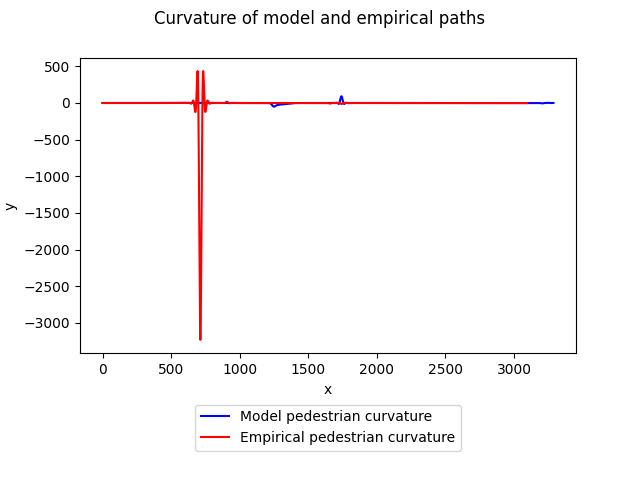 Curvature of model and empirical paths
500
0
−500
−1000
−1500
−2000
−2500
−3000
y
0 500 1000 1500 2000 2500 3000
x
Model pedestrian curvature
Empirical pedestrian curvature